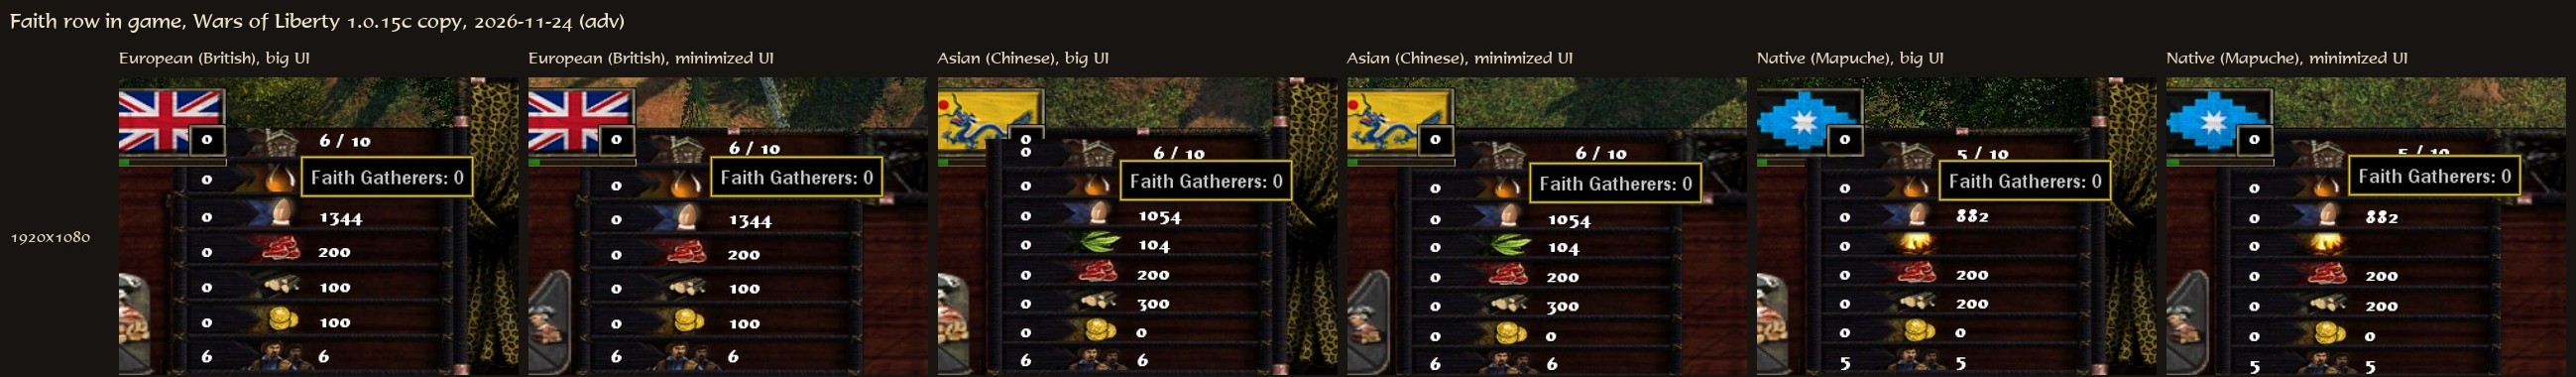 Faith row in game, Wars of Liberty 1.0.15c copy, 2026-11-24 (adv)
European (British), big UI
European (British), minimized UI
Asian (Chinese), big UI
Asian (Chinese), minimized UI
Native (Mapuche), big UI
Native (Mapuche), minimized UI
1920x1080
0
6 / 10
Faith Gatherers: 0
0
0 1344
0 200
0 100
0 100
6 6
0
6 / 10
Faith Gatherers: 0
0
0 1344
0 200
0 100
0 100
6 6
0
0
6 / 10
Faith Gatherers: 0
0
0 1054
0 104
0 200
0 300
0 0
6 6
0
6 / 10
Faith Gatherers: 0
0
0 1054
0 104
0 200
0 300
0 0
6 6
0
5 / 10
Faith Gatherers: 0
0
0 882
0
0 200
0 200
0 0
5 5
0
5 / 10
Faith Gatherers: 0
0
0 882
0
0 200
0 200
0 0
5 5